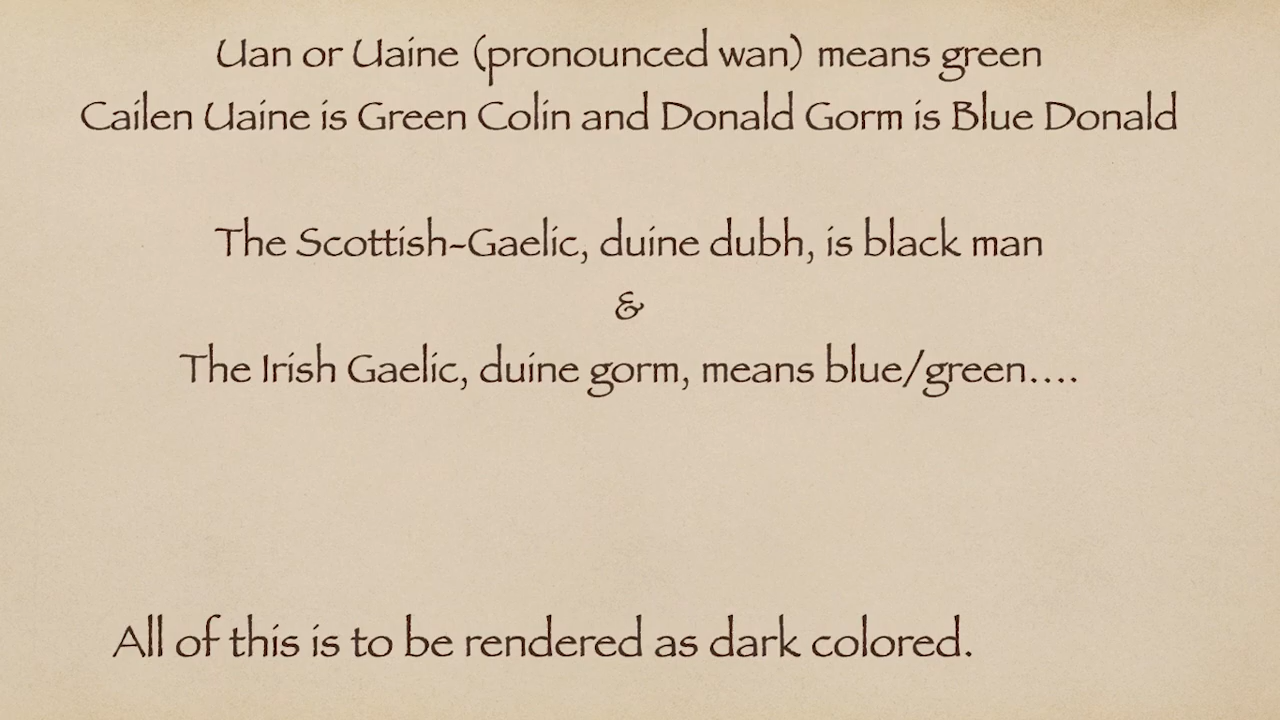 Uan or Uaine (pronounced wan) means green
Cailen Uaine is Green Colin and Donald Gorm is Blue Donald
The Scottish-Gaelic, duine dubh, is black man
&
The Irish Gaelic, duine gorm, means blue/green....
All of this is to be rendered as dark colored.